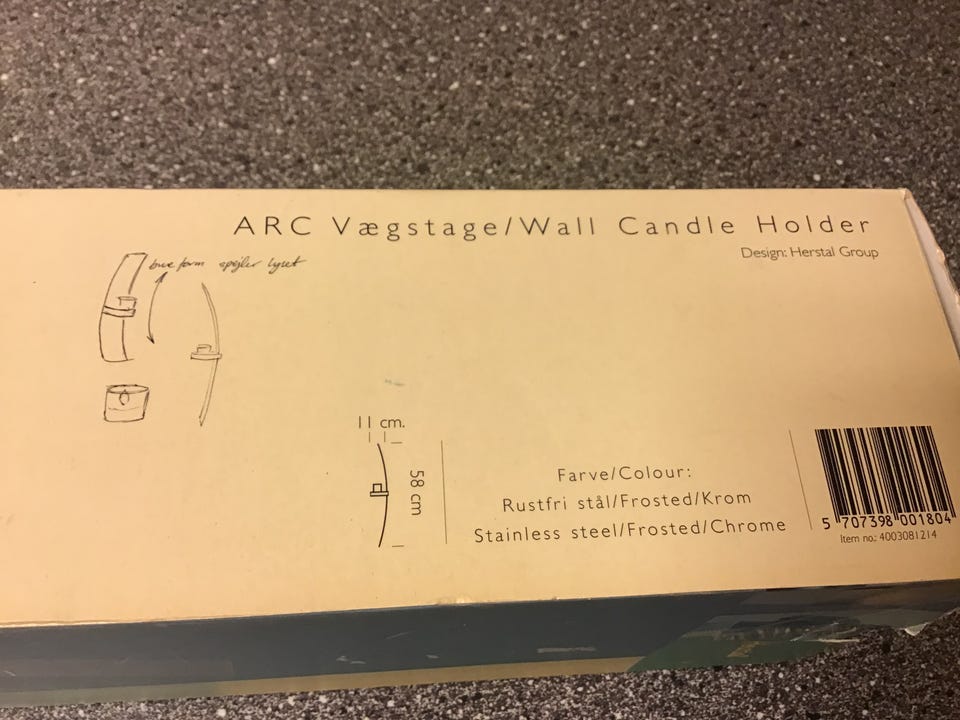 ARC Vægstage/Wall Candle Holder
Design: Herstal Group
bue form spejler lyset
11 cm.
58 cm
Farve/Colour:
Rustfri stål/Frosted/Krom
Stainless steel/Frosted/Chrome
5 707398 001804
Item no.: 4003081214